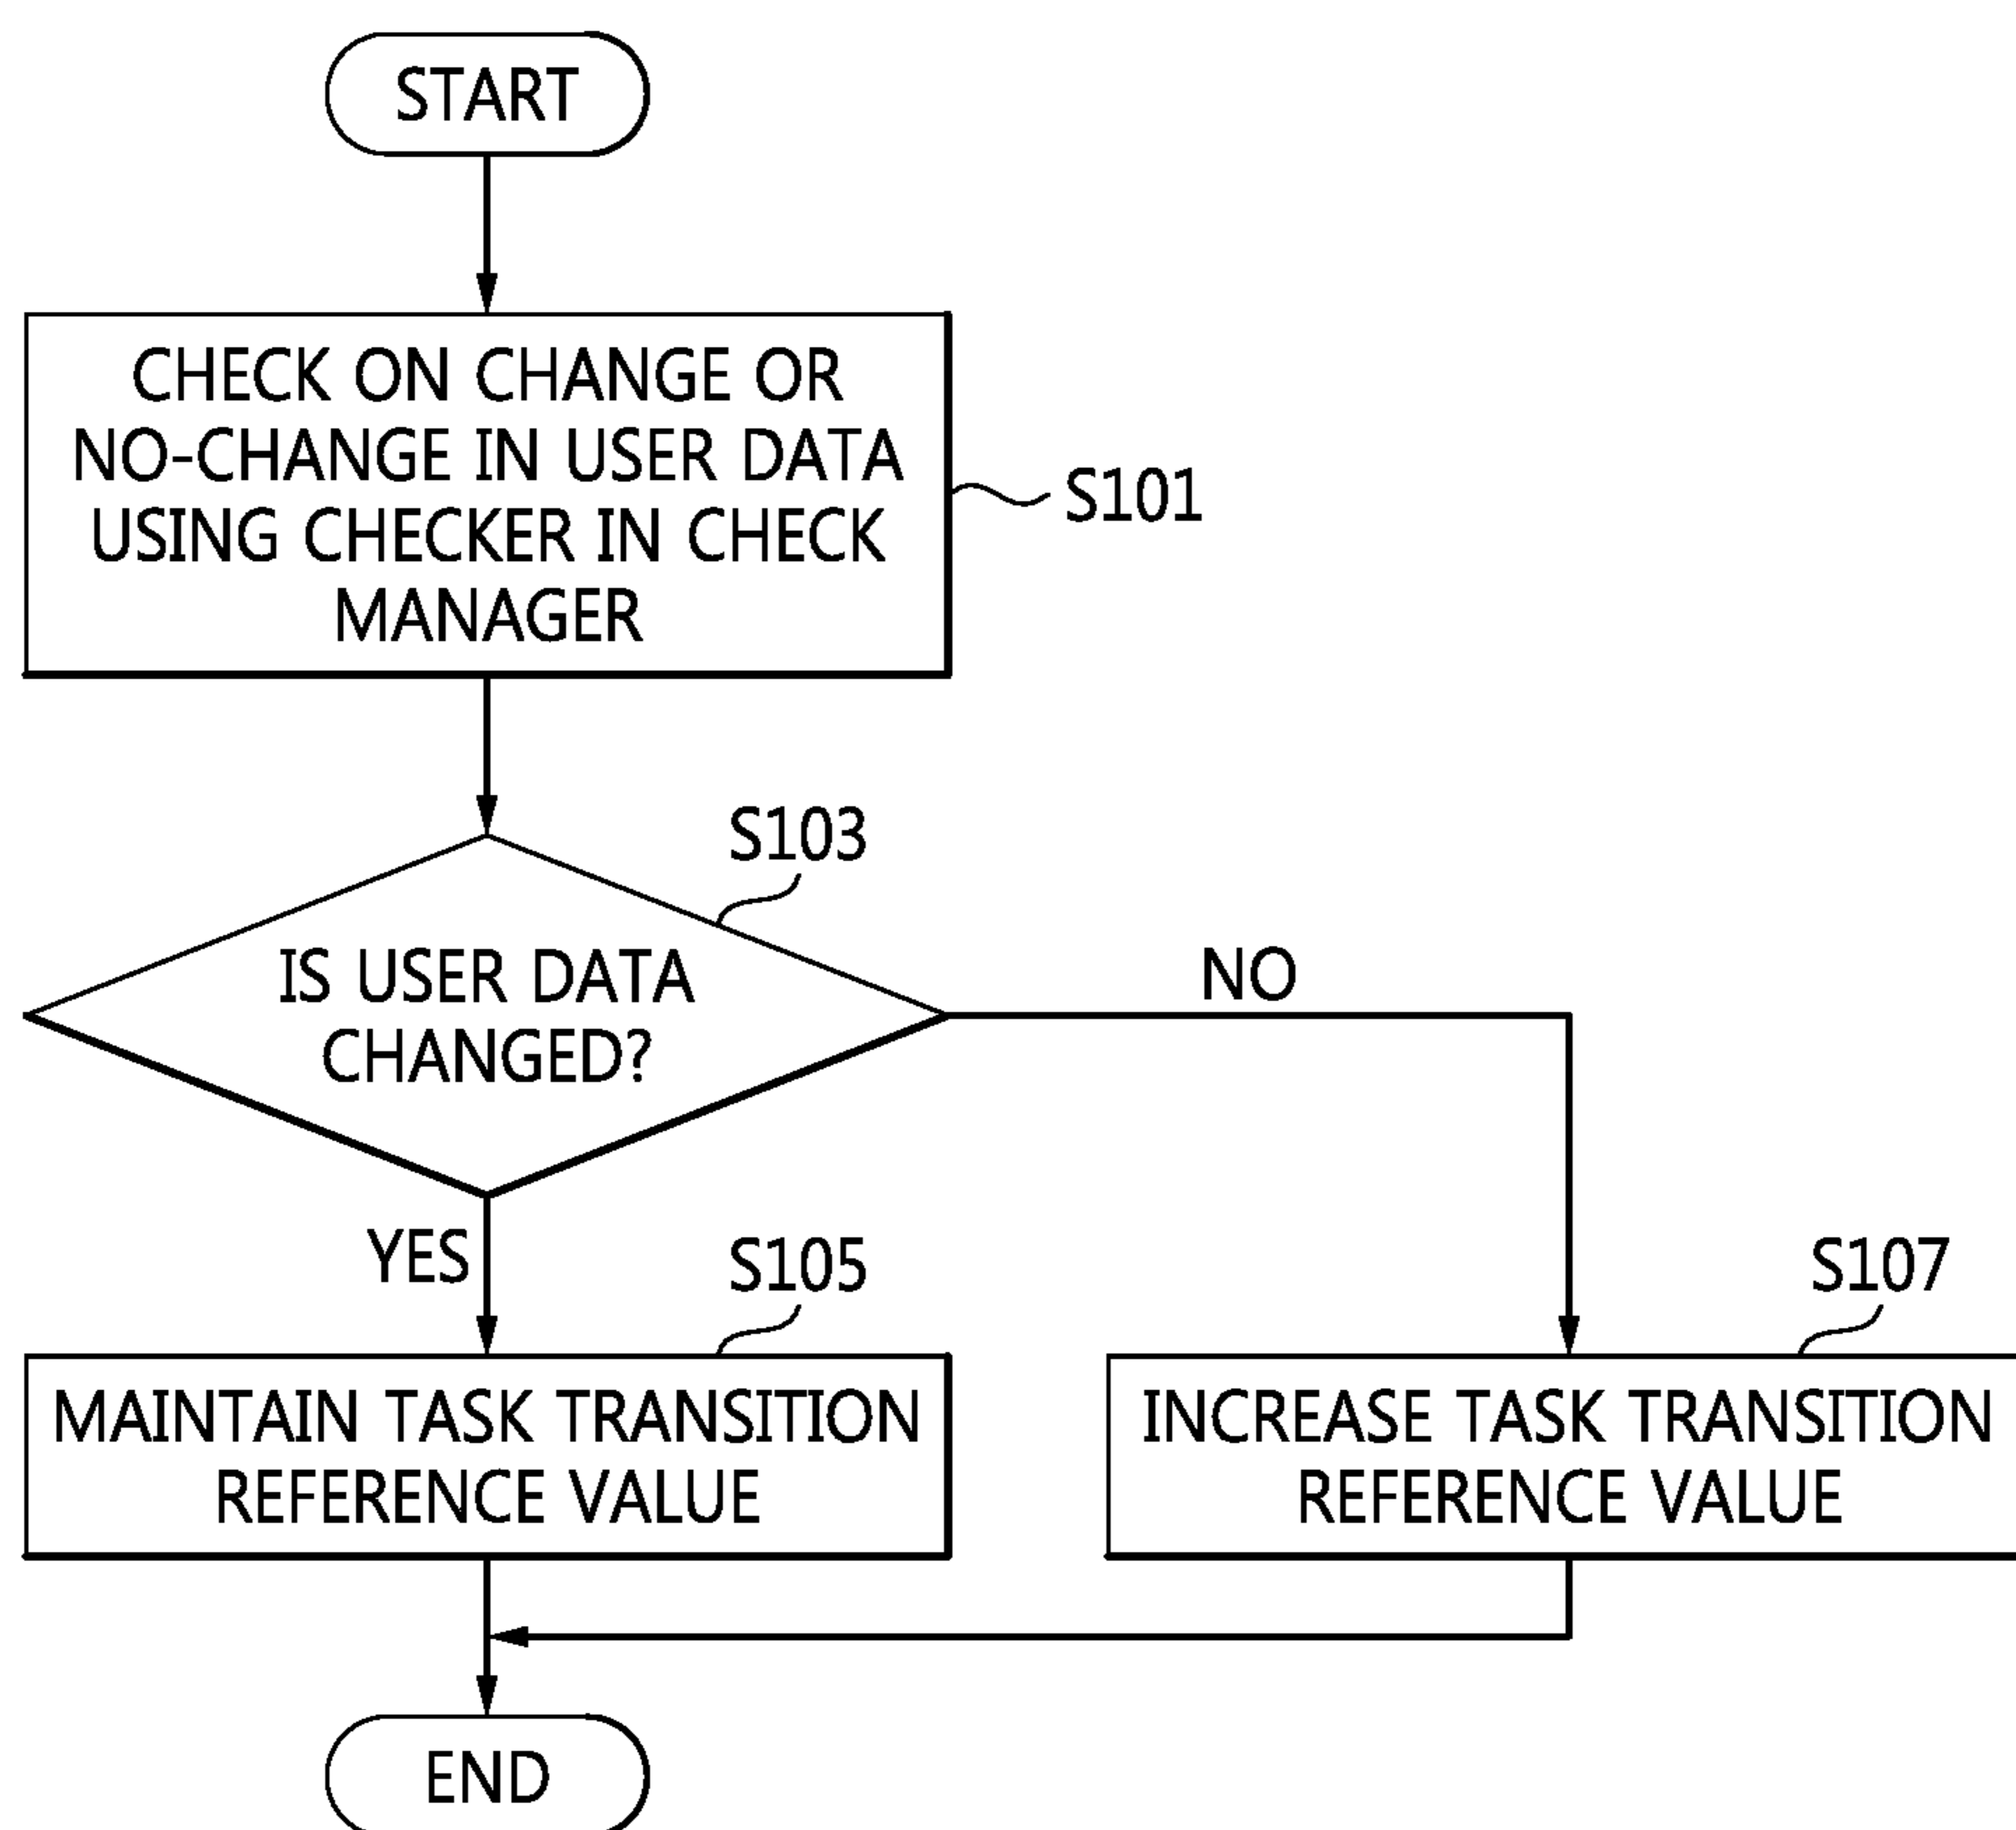 START
CHECK ON CHANGE OR
NO-CHANGE IN USER DATA
USING CHECKER IN CHECK
MANAGER
S101
S103
IS USER DATA
CHANGED?
NO
YES
S105
MAINTAIN TASK TRANSITION
REFERENCE VALUE
S107
INCREASE TASK TRANSITION
REFERENCE VALUE
END